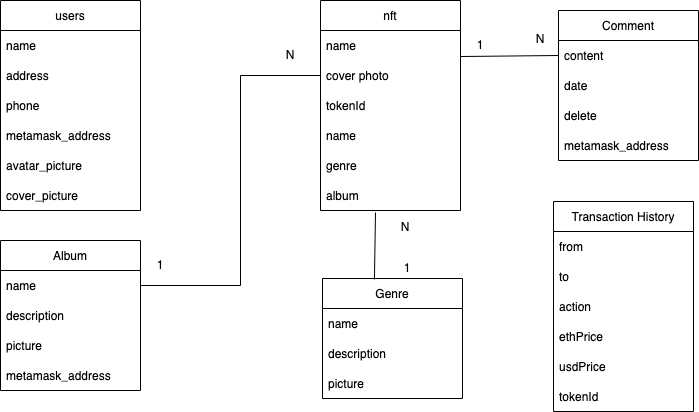 users
name
address
phone
metamask_address
avatar_picture
cover_picture
nft
name
cover photo
tokenId
name
genre
album
Comment
content
date
delete
metamask_address
Album
name
description
picture
metamask_address
Genre
name
description
picture
Transaction History
from
to
action
ethPrice
usdPrice
tokenId
N
1
1
N
N
1